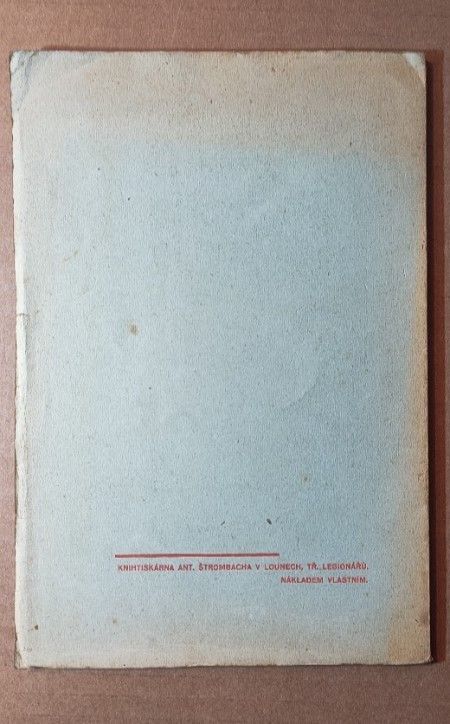 KNIHTISKÁRNA ANT. ŠTROMBACHA V LOUNECH, TŘ. LEGIONÁŘŮ.
NÁKLADEM VLASTNÍM.